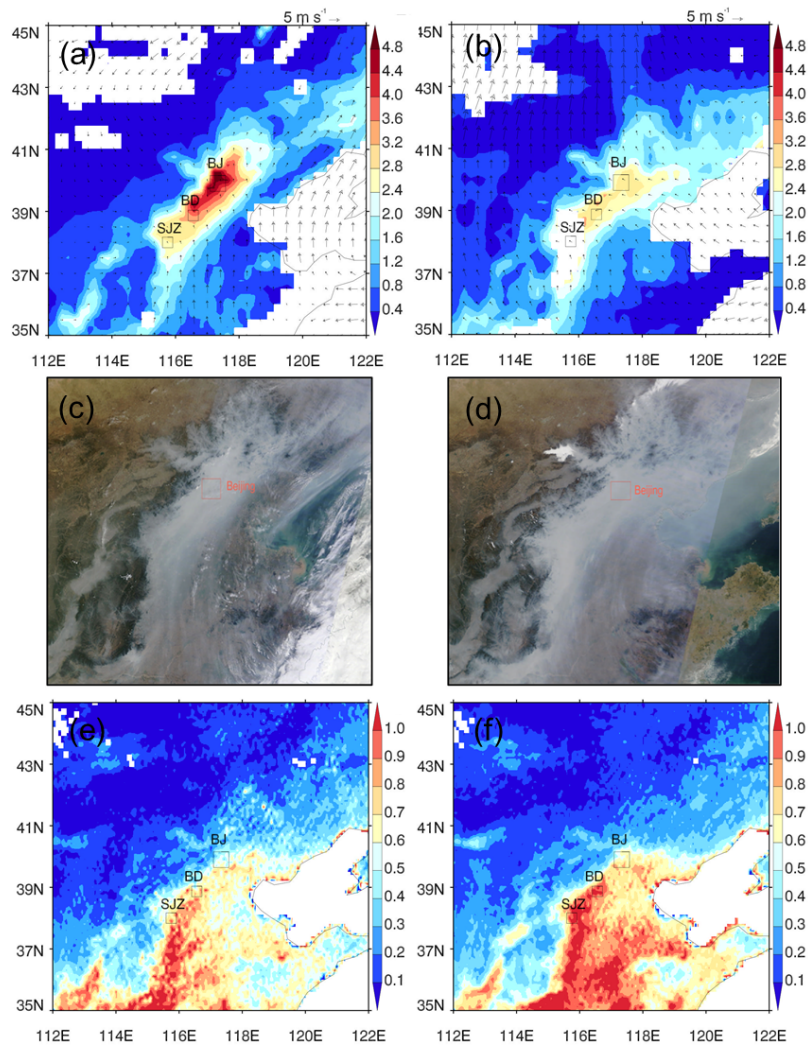 5 m s⁻¹ 5 m s⁻¹
(a) (b)
45N 45N
43N 43N
41N 41N
39N 39N
37N 37N
35N 35N
BJ BJ
BD BD
SJZ SJZ
4.8 4.8
4.4 4.4
4.0 4.0
3.6 3.6
3.2 3.2
2.8 2.8
2.4 2.4
2.0 2.0
1.6 1.6
1.2 1.2
0.8 0.8
0.4 0.4
112E 114E 116E 118E 120E 122E 112E 114E 116E 118E 120E 122E
(c) (d)
Beijing Beijing
(e) (f)
45N 45N
43N 43N
41N 41N
39N 39N
37N 37N
35N 35N
BJ BJ
BD BD
SJZ SJZ
1.0 1.0
0.9 0.9
0.8 0.8
0.7 0.7
0.6 0.6
0.5 0.5
0.4 0.4
0.3 0.3
0.2 0.2
0.1 0.1
112E 114E 116E 118E 120E 122E 112E 114E 116E 118E 120E 122E